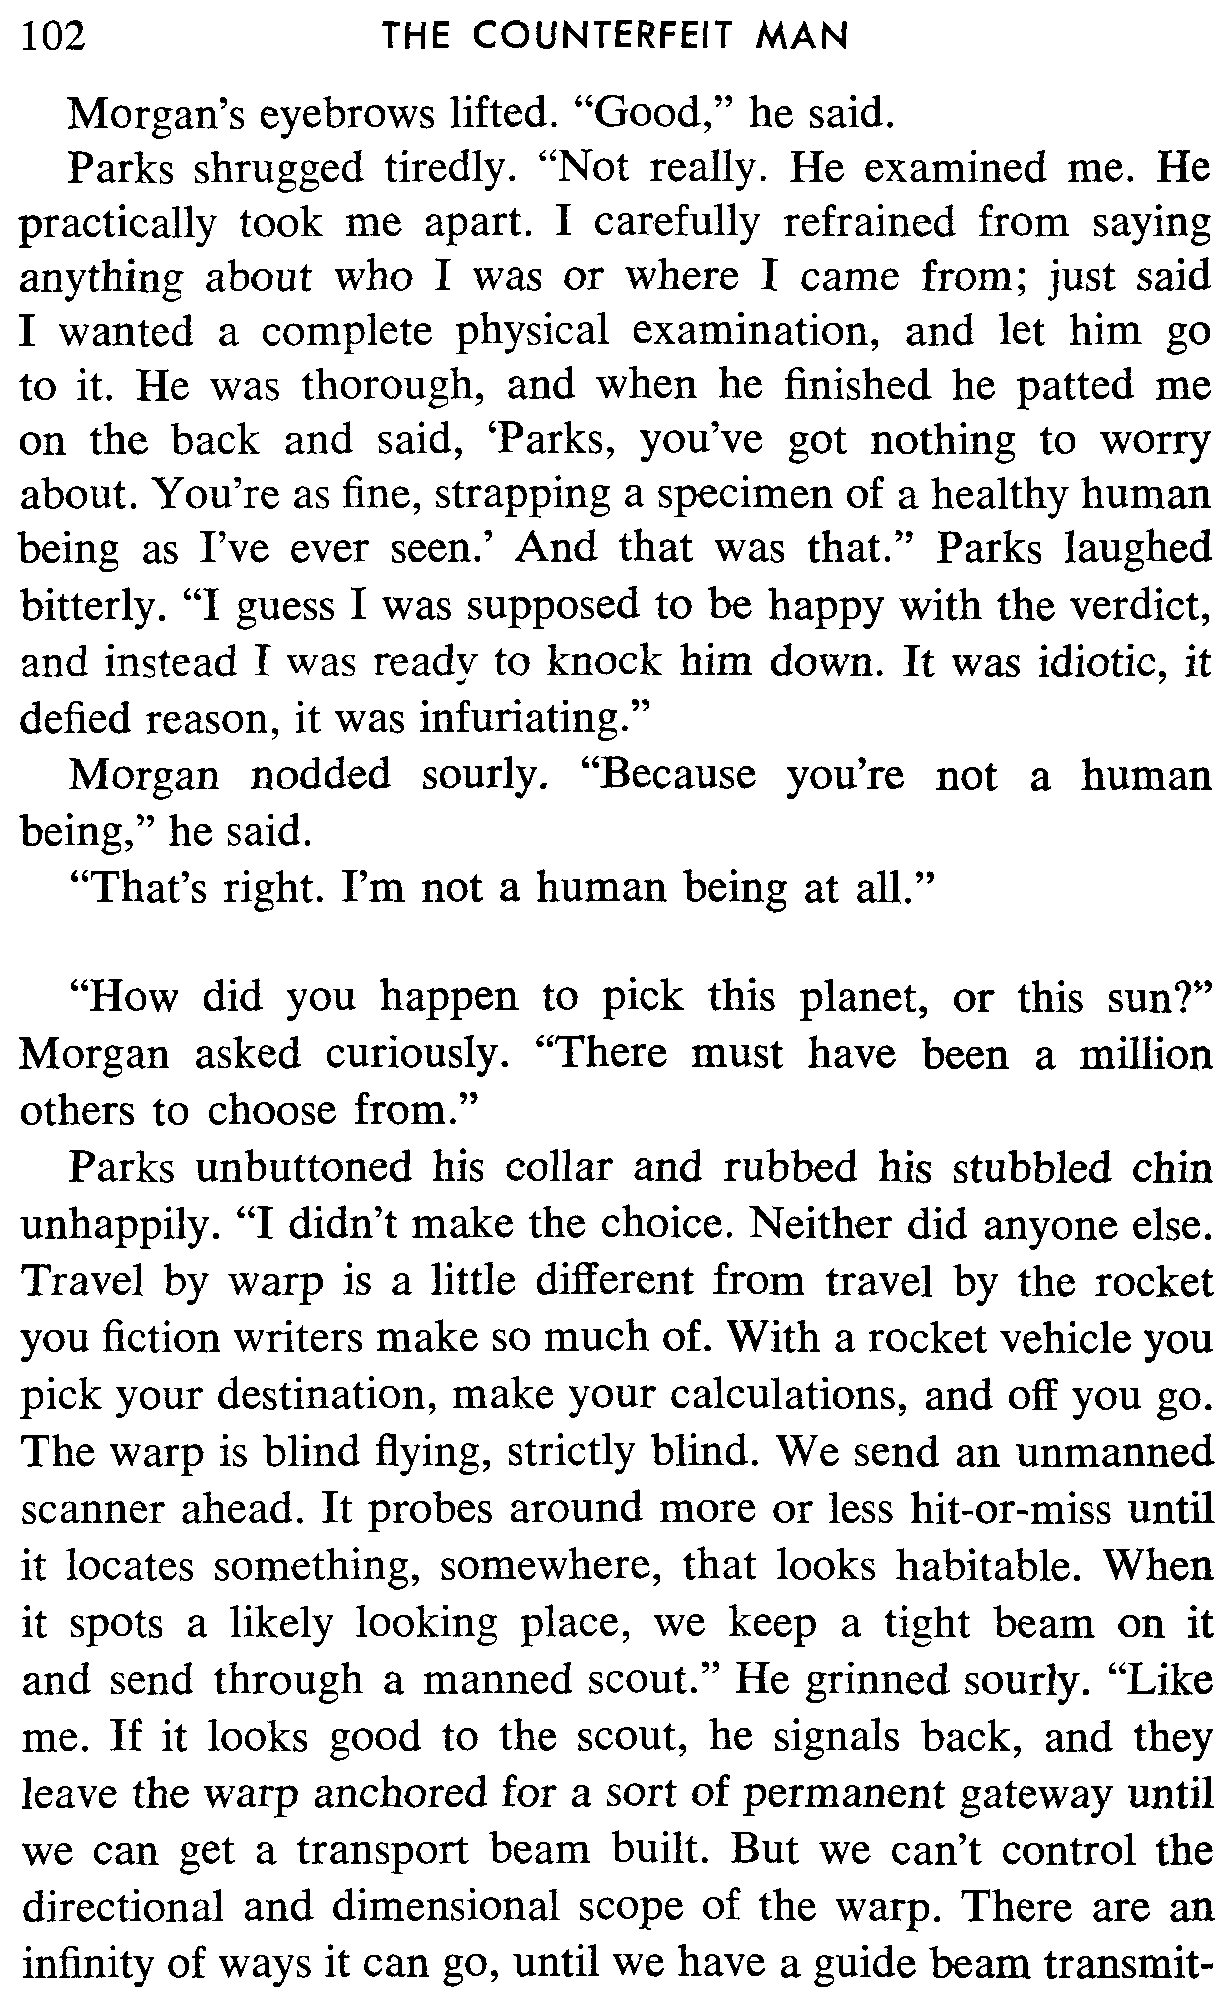 102 THE COUNTERFEIT MAN
Morgan's eyebrows lifted. “Good,” he said.
Parks shrugged tiredly. “Not really. He examined me. He
practically took me apart. I carefully refrained from saying
anything about who I was or where I came from; just said
I wanted a complete physical examination, and let him go
to it. He was thorough, and when he finished he patted me
on the back and said, ‘Parks, you’ve got nothing to worry
about. You’re as fine, strapping a specimen of a healthy human
being as I’ve ever seen.’ And that was that.” Parks laughed
bitterly. “I guess I was supposed to be happy with the verdict,
and instead I was ready to knock him down. It was idiotic, it
defied reason, it was infuriating.”
Morgan nodded sourly. “Because you’re not a human
being,” he said.
“That’s right. I’m not a human being at all.”
“How did you happen to pick this planet, or this sun?”
Morgan asked curiously. “There must have been a million
others to choose from.”
Parks unbuttoned his collar and rubbed his stubbled chin
unhappily. “I didn’t make the choice. Neither did anyone else.
Travel by warp is a little different from travel by the rocket
you fiction writers make so much of. With a rocket vehicle you
pick your destination, make your calculations, and off you go.
The warp is blind flying, strictly blind. We send an unmanned
scanner ahead. It probes around more or less hit-or-miss until
it locates something, somewhere, that looks habitable. When
it spots a likely looking place, we keep a tight beam on it
and send through a manned scout.” He grinned sourly. “Like
me. If it looks good to the scout, he signals back, and they
leave the warp anchored for a sort of permanent gateway until
we can get a transport beam built. But we can’t control the
directional and dimensional scope of the warp. There are an
infinity of ways it can go, until we have a guide beam transmit-